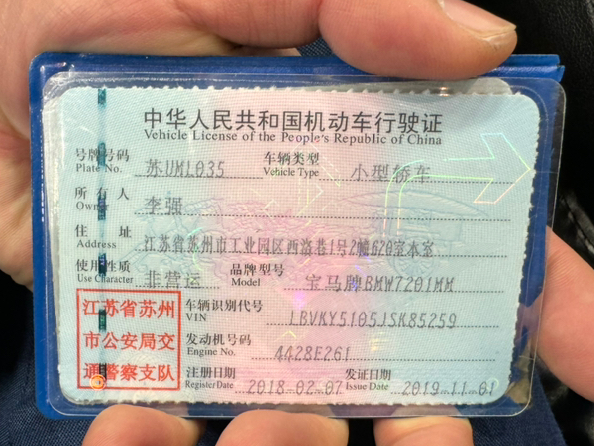 中华人民共和国机动车行驶证
Vehicle License of the People's Republic of China
号牌号码 苏UML035 车辆类型 小型轿车
Plate No. Vehicle Type
所有人 李强
Owner
住址 江苏省苏州市工业园区西洛巷1号2幢620室本室
Address
使用性质 非营运 品牌型号 宝马牌BMW7201MM
Use Character Model
江苏省苏州
市公安局交
通警察支队
车辆识别代号 LBVKY5105JSK85259
VIN
发动机号码 4428E261
Engine No.
注册日期 2018-02-07 发证日期 2019-11-01
Register Date Issue Date